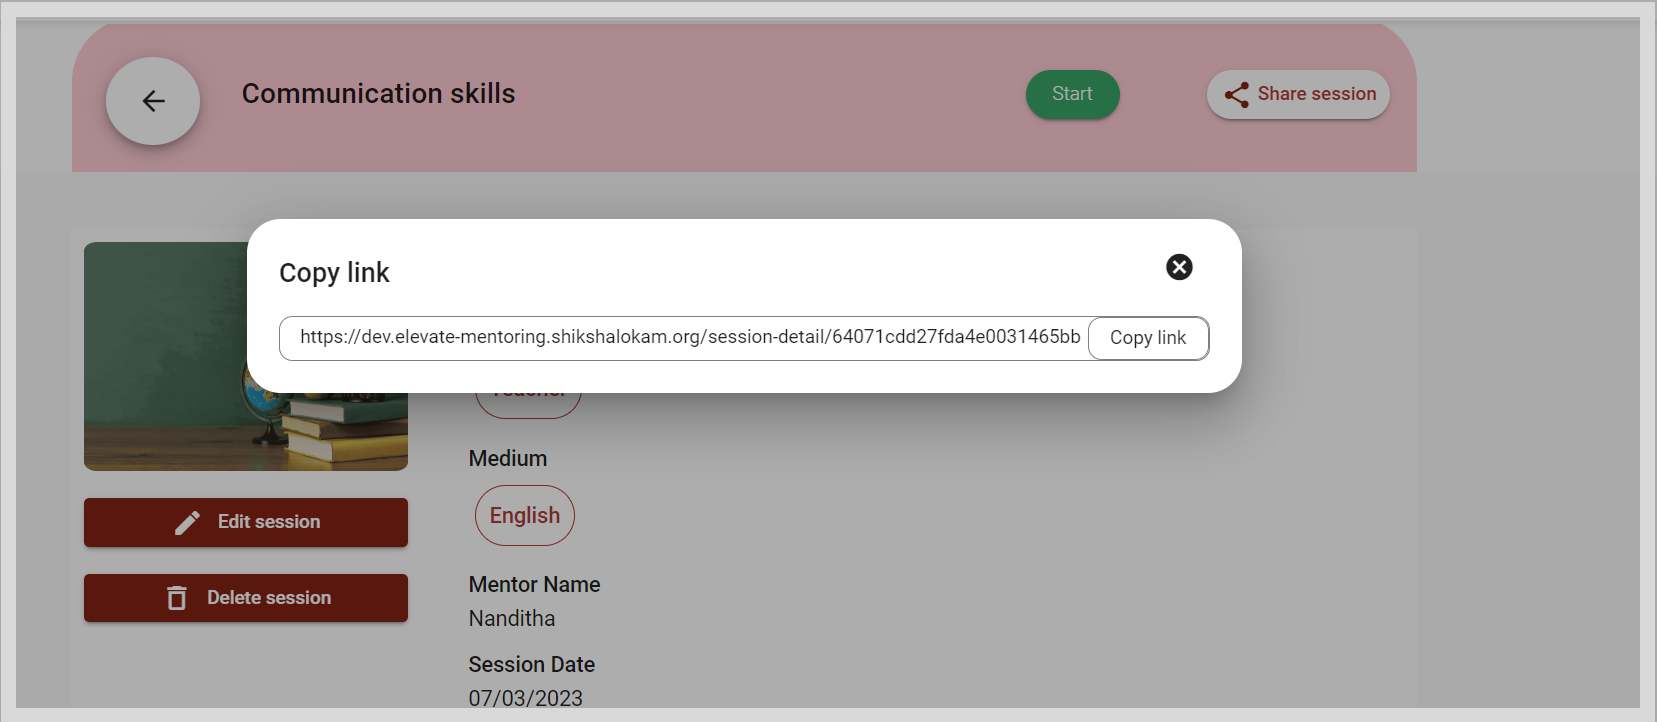 Communication skills
Start
Share session
Copy link
https://dev.elevate-mentoring.shikshalokam.org/session-detail/64071cdd27fda4e0031465bb
Copy link
Teacher
Medium
English
Edit session
Delete session
Mentor Name
Nanditha
Session Date
07/03/2023